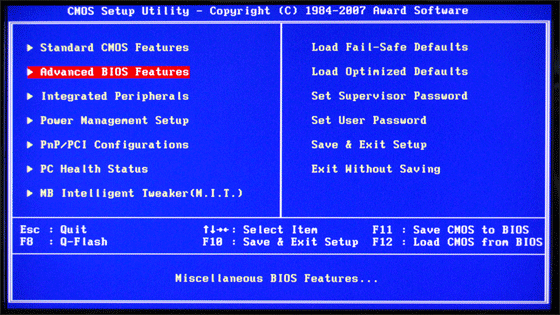 CMOS Setup Utility - Copyright (C) 1984-2007 Award Software
▶ Standard CMOS Features
▶ Advanced BIOS Features
▶ Integrated Peripherals
▶ Power Management Setup
▶ PnP/PCI Configurations
▶ PC Health Status
▶ MB Intelligent Tweaker(M.I.T.)
Load Fail-Safe Defaults
Load Optimized Defaults
Set Supervisor Password
Set User Password
Save & Exit Setup
Exit Without Saving
Esc : Quit ↑↓→← : Select Item F11 : Save CMOS to BIOS
F8 : Q-Flash F10 : Save & Exit Setup F12 : Load CMOS from BIOS
Miscellaneous BIOS Features...